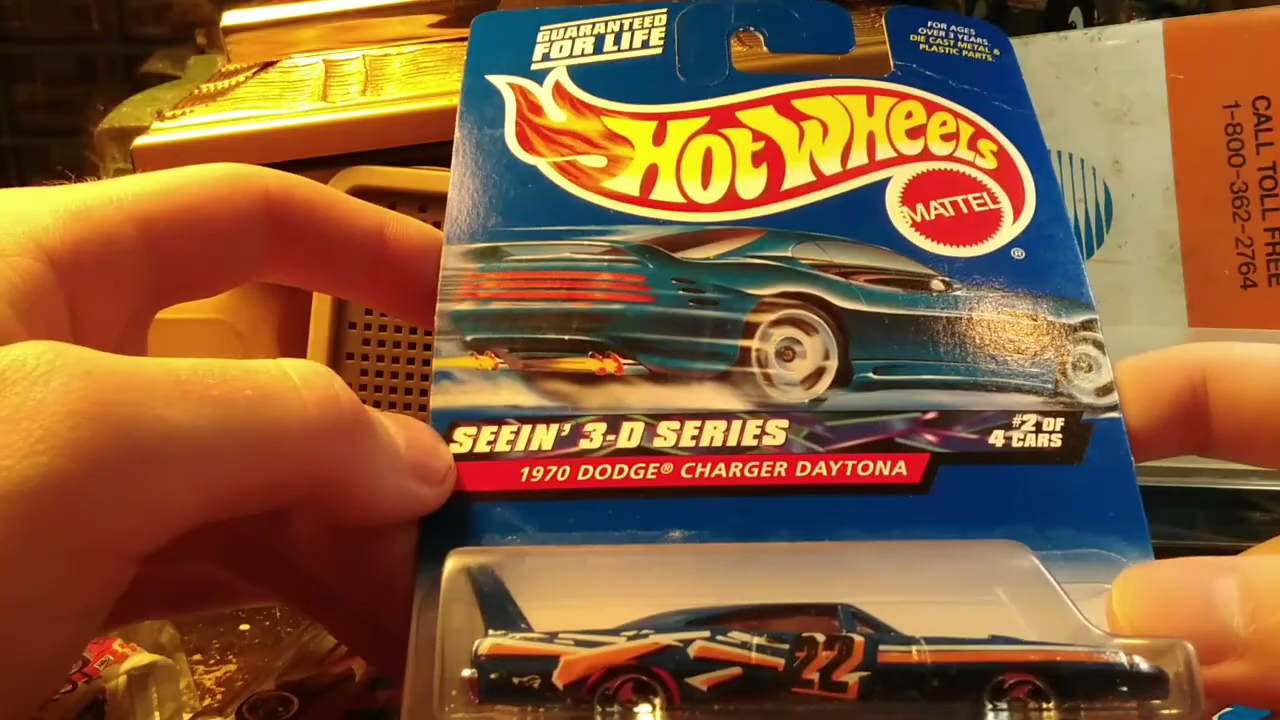 GUARANTEED
FOR LIFE
FOR AGES
OVER 3 YEARS.
DIE CAST METAL &
PLASTIC PARTS.
HOT WHEELS
MATTEL
®
SEEIN' 3-D SERIES
#2 OF
4 CARS
1970 DODGE® CHARGER DAYTONA
22
CALL TOLL FREE
1-800-362-2764